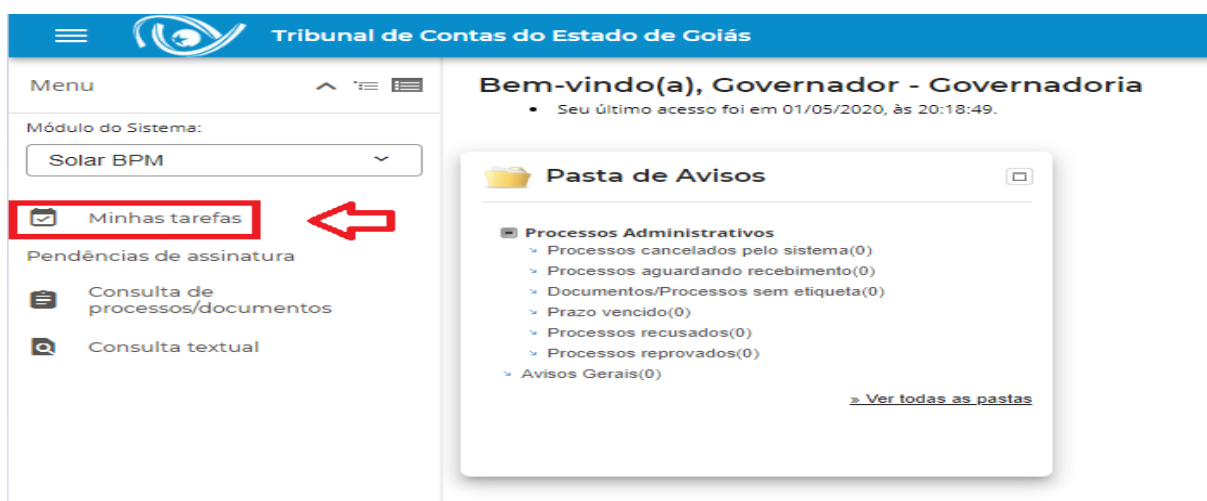 Tribunal de Contas do Estado de Goiás
Menu
Módulo do Sistema:
Solar BPM
Minhas tarefas
Pendências de assinatura
Consulta de
processos/documentos
Consulta textual
Bem-vindo(a), Governador - Governadoria
Seu último acesso foi em 01/05/2020, às 20:18:49.
Pasta de Avisos
Processos Administrativos
Processos cancelados pelo sistema(0)
Processos aguardando recebimento(0)
Documentos/Processos sem etiqueta(0)
Prazo vencido(0)
Processos recusados(0)
Processos reprovados(0)
Avisos Gerais(0)
» Ver todas as pastas